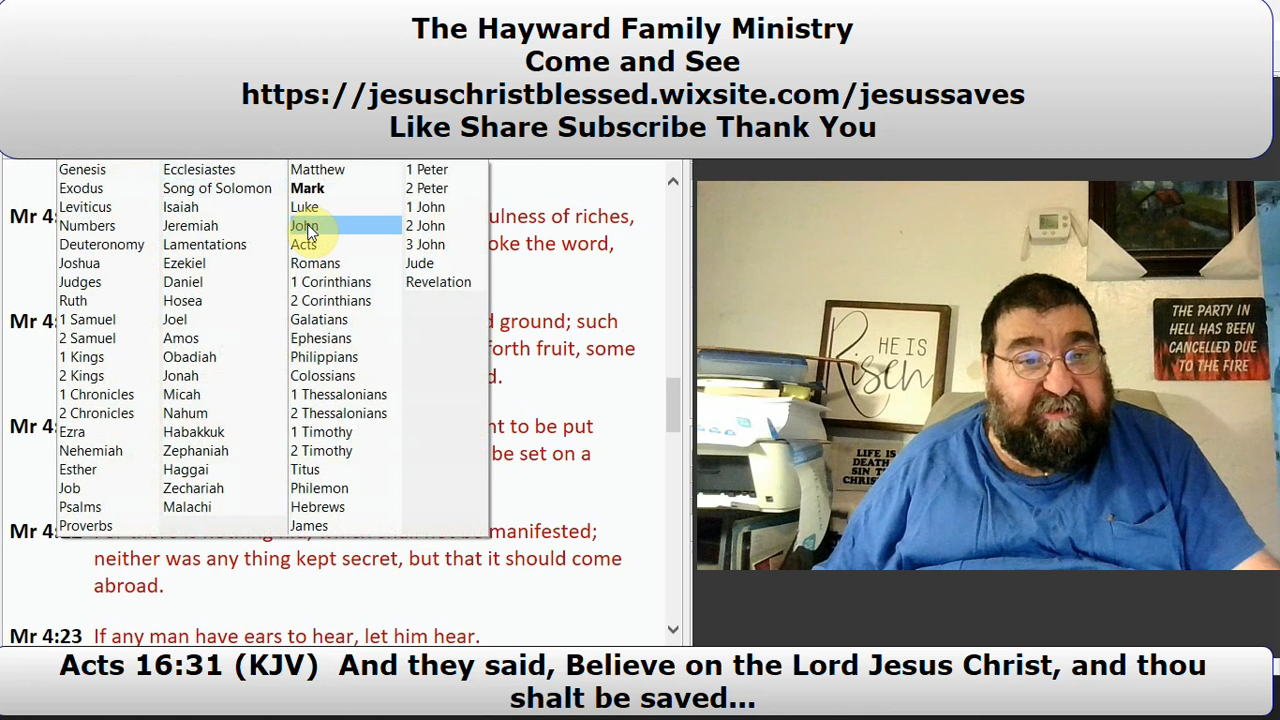 The Hayward Family Ministry
Come and See
https://jesuschristblessed.wixsite.com/jesussaves
Like Share Subscribe Thank You
Genesis Ecclesiastes Matthew 1 Peter
Exodus Song of Solomon Mark 2 Peter
Leviticus Isaiah Luke 1 John
Numbers Jeremiah John 2 John
Deuteronomy Lamentations Acts 3 John
Joshua Ezekiel Romans Jude
Judges Daniel 1 Corinthians Revelation
Ruth Hosea 2 Corinthians
1 Samuel Joel Galatians
2 Samuel Amos Ephesians
1 Kings Obadiah Philippians
2 Kings Jonah Colossians
1 Chronicles Micah 1 Thessalonians
2 Chronicles Nahum 2 Thessalonians
Ezra Habakkuk 1 Timothy
Nehemiah Zephaniah 2 Timothy
Esther Haggai Titus
Job Zechariah Philemon
Psalms Malachi Hebrews
Proverbs James
Mr
ulness of riches,
oke the word,
Mr
ground; such
forth fruit, some
Mr
to be put
be set on a
Mr
manifested;
neither was any thing kept secret, but that it should come
abroad.
Mr 4:23 If any man have ears to hear, let him hear.
HE IS
Risen
THE PARTY IN
HELL HAS BEEN
CANCELLED DUE
TO THE FIRE
LIFE IS
DEATH
SIN
CHRIS
Acts 16:31 (KJV) And they said, Believe on the Lord Jesus Christ, and thou
shalt be saved...